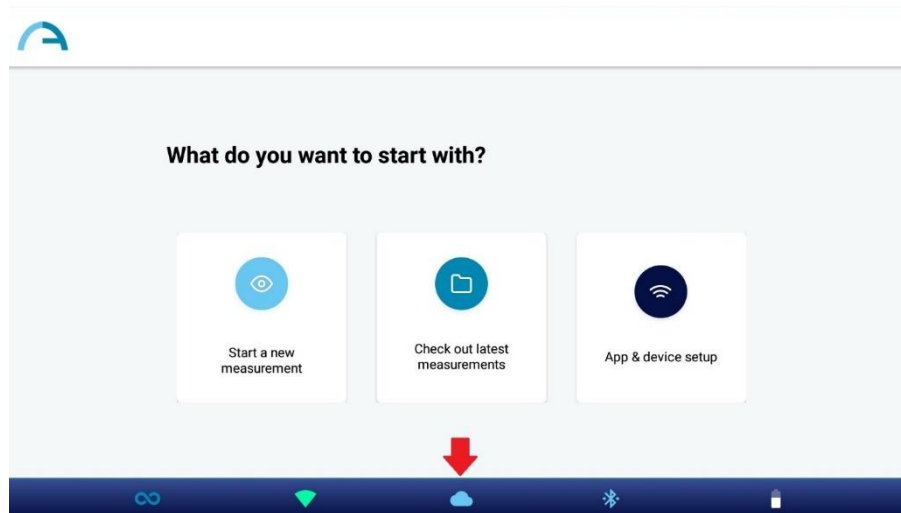 What do you want to start with?
Start a new
measurement
Check out latest
measurements
App & device setup